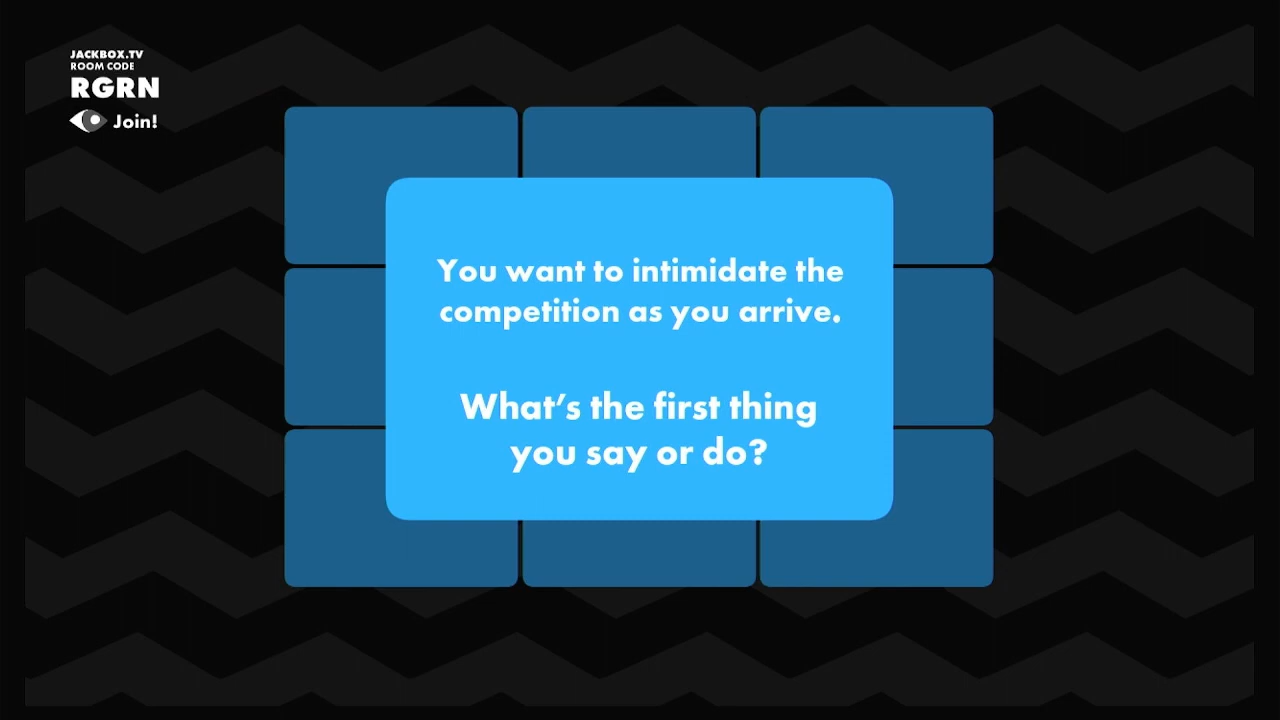 JACKBOX.TV
ROOM CODE
RGRN
Join!
You want to intimidate the
competition as you arrive.
What's the first thing
you say or do?